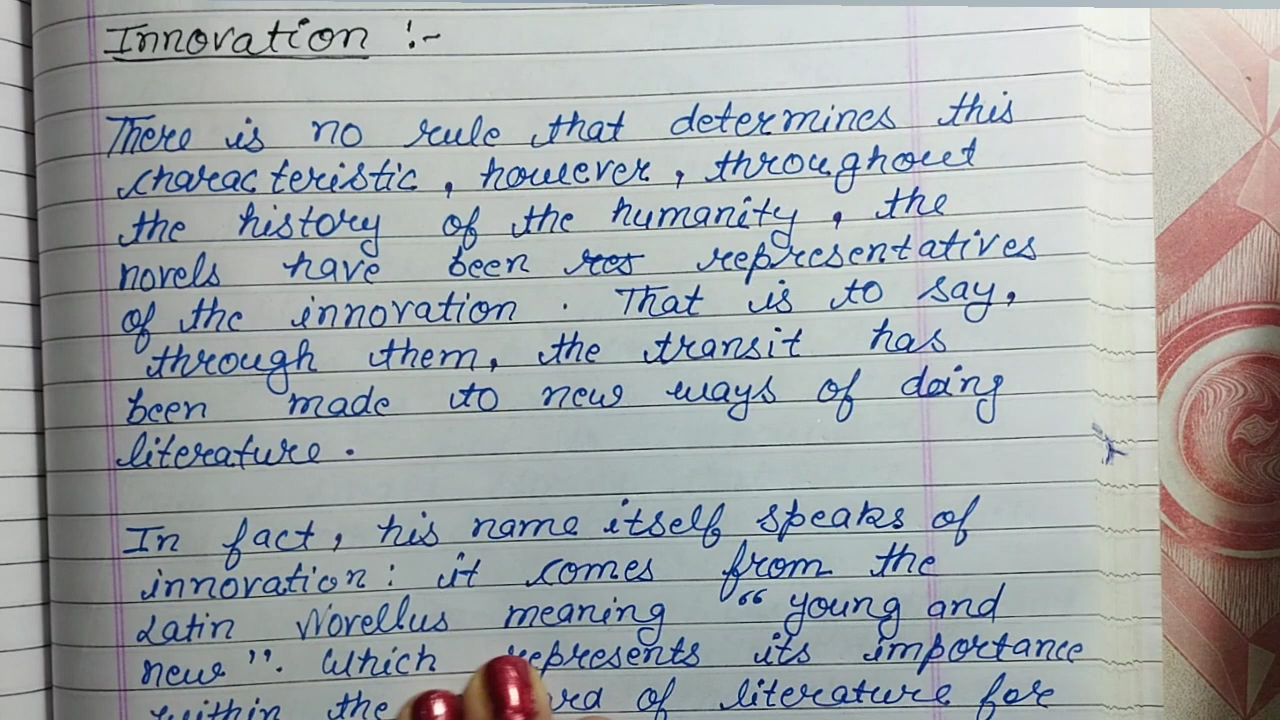 Innovation :-
There is no rule that determines this
characteristic, however, throughout
the history of the humanity, the
novels have been res representatives
of the innovation. That is to say,
through them, the transit has
been made to new ways of doing
literature.
In fact, his name itself speaks of
innovation: it comes from the
Latin Novellus meaning "young and
new". Which represents its importance
within the of literature for